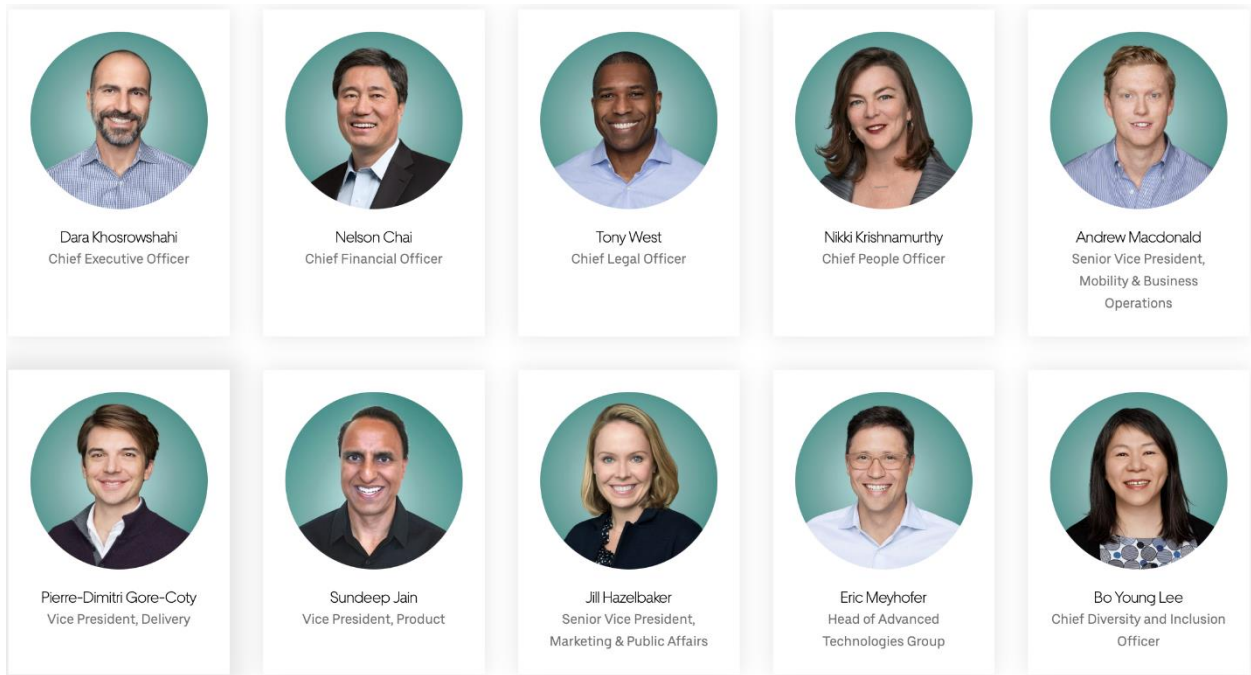 Dara Khosrowshahi
Chief Executive Officer
Nelson Chai
Chief Financial Officer
Tony West
Chief Legal Officer
Nikki Krishnamurthy
Chief People Officer
Andrew Macdonald
Senior Vice President,
Mobility & Business
Operations
Pierre-Dimitri Gore-Coty
Vice President, Delivery
Sundeep Jain
Vice President, Product
Jill Hazelbaker
Senior Vice President,
Marketing & Public Affairs
Eric Meyhofer
Head of Advanced
Technologies Group
Bo Young Lee
Chief Diversity and Inclusion
Officer